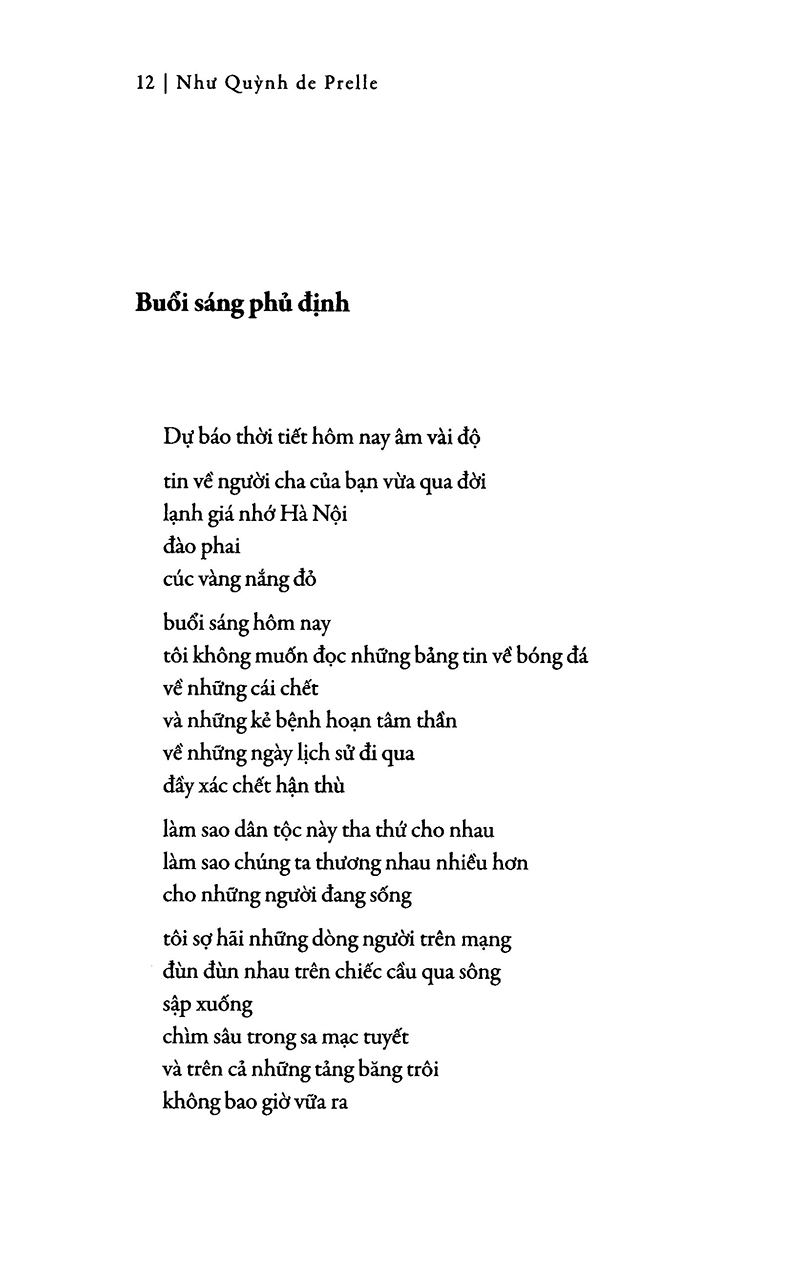 12 | Như Quỳnh de Prelle
Buổi sáng phủ định
Dự báo thời tiết hôm nay âm vài độ
tin về người cha của bạn vừa qua đời
lạnh giá nhớ Hà Nội
đào phai
cúc vàng nắng đỏ
buổi sáng hôm nay
tôi không muốn đọc những bảng tin về bóng đá
về những cái chết
và những kẻ bệnh hoạn tâm thần
về những ngày lịch sử đi qua
đầy xác chết hận thù
làm sao dân tộc này tha thứ cho nhau
làm sao chúng ta thương nhau nhiều hơn
cho những người đang sống
tôi sợ hãi những dòng người trên mạng
đùn đùn nhau trên chiếc cầu qua sông
sập xuống
chìm sâu trong sa mạc tuyết
và trên cả những tảng băng trôi
không bao giờ vữa ra